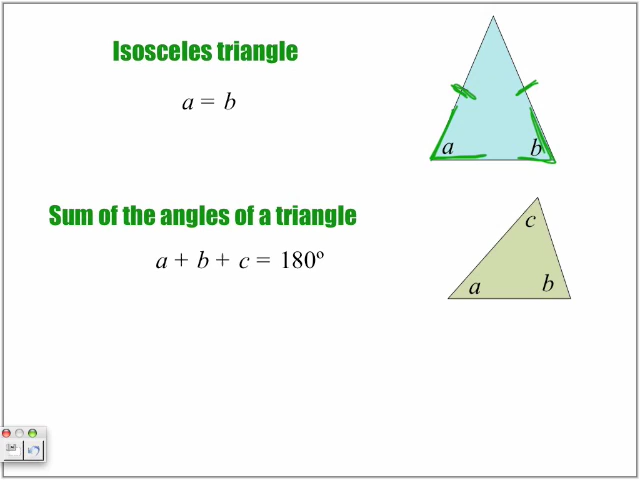 Isosceles triangle
a = b
a b
Sum of the angles of a triangle
a + b + c = 180º
c
a b